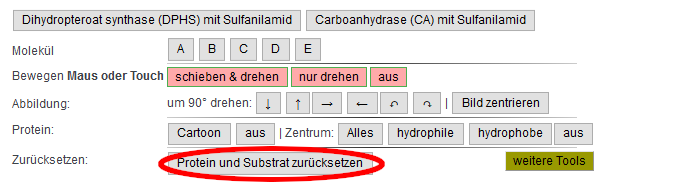 Dihydropteroat synthase (DPHS) mit Sulfanilamid Carboanhydrase (CA) mit Sulfanilamid
Molekül A B C D E
Bewegen Maus oder Touch schieben & drehen nur drehen aus
Abbildung: um 90° drehen: ↓ ↑ → ← ↶ ↷ | Bild zentrieren
Protein: Cartoon aus | Zentrum: Alles hydrophile hydrophobe aus
Zurücksetzen: Protein und Substrat zurücksetzen weitere Tools